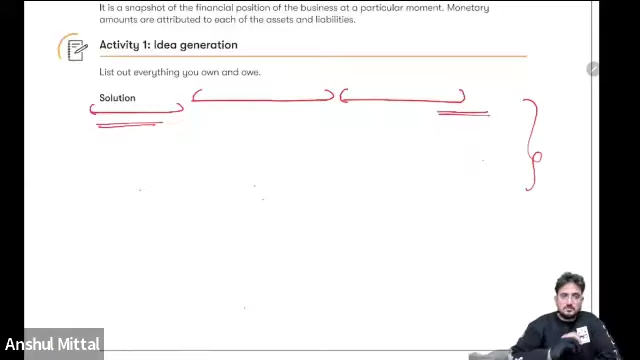 It is a snapshot of the financial position of the business at a particular moment. Monetary
amounts are attributed to each of the assets and liabilities.
Activity 1: Idea generation
List out everything you own and owe.
Solution
Anshul Mittal